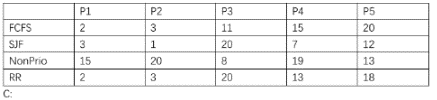 P1 P2 P3 P4 P5
FCFS 2 3 11 15 20
SJF 3 1 20 7 12
NonPrio 15 20 8 19 13
RR 2 3 20 13 18
C: